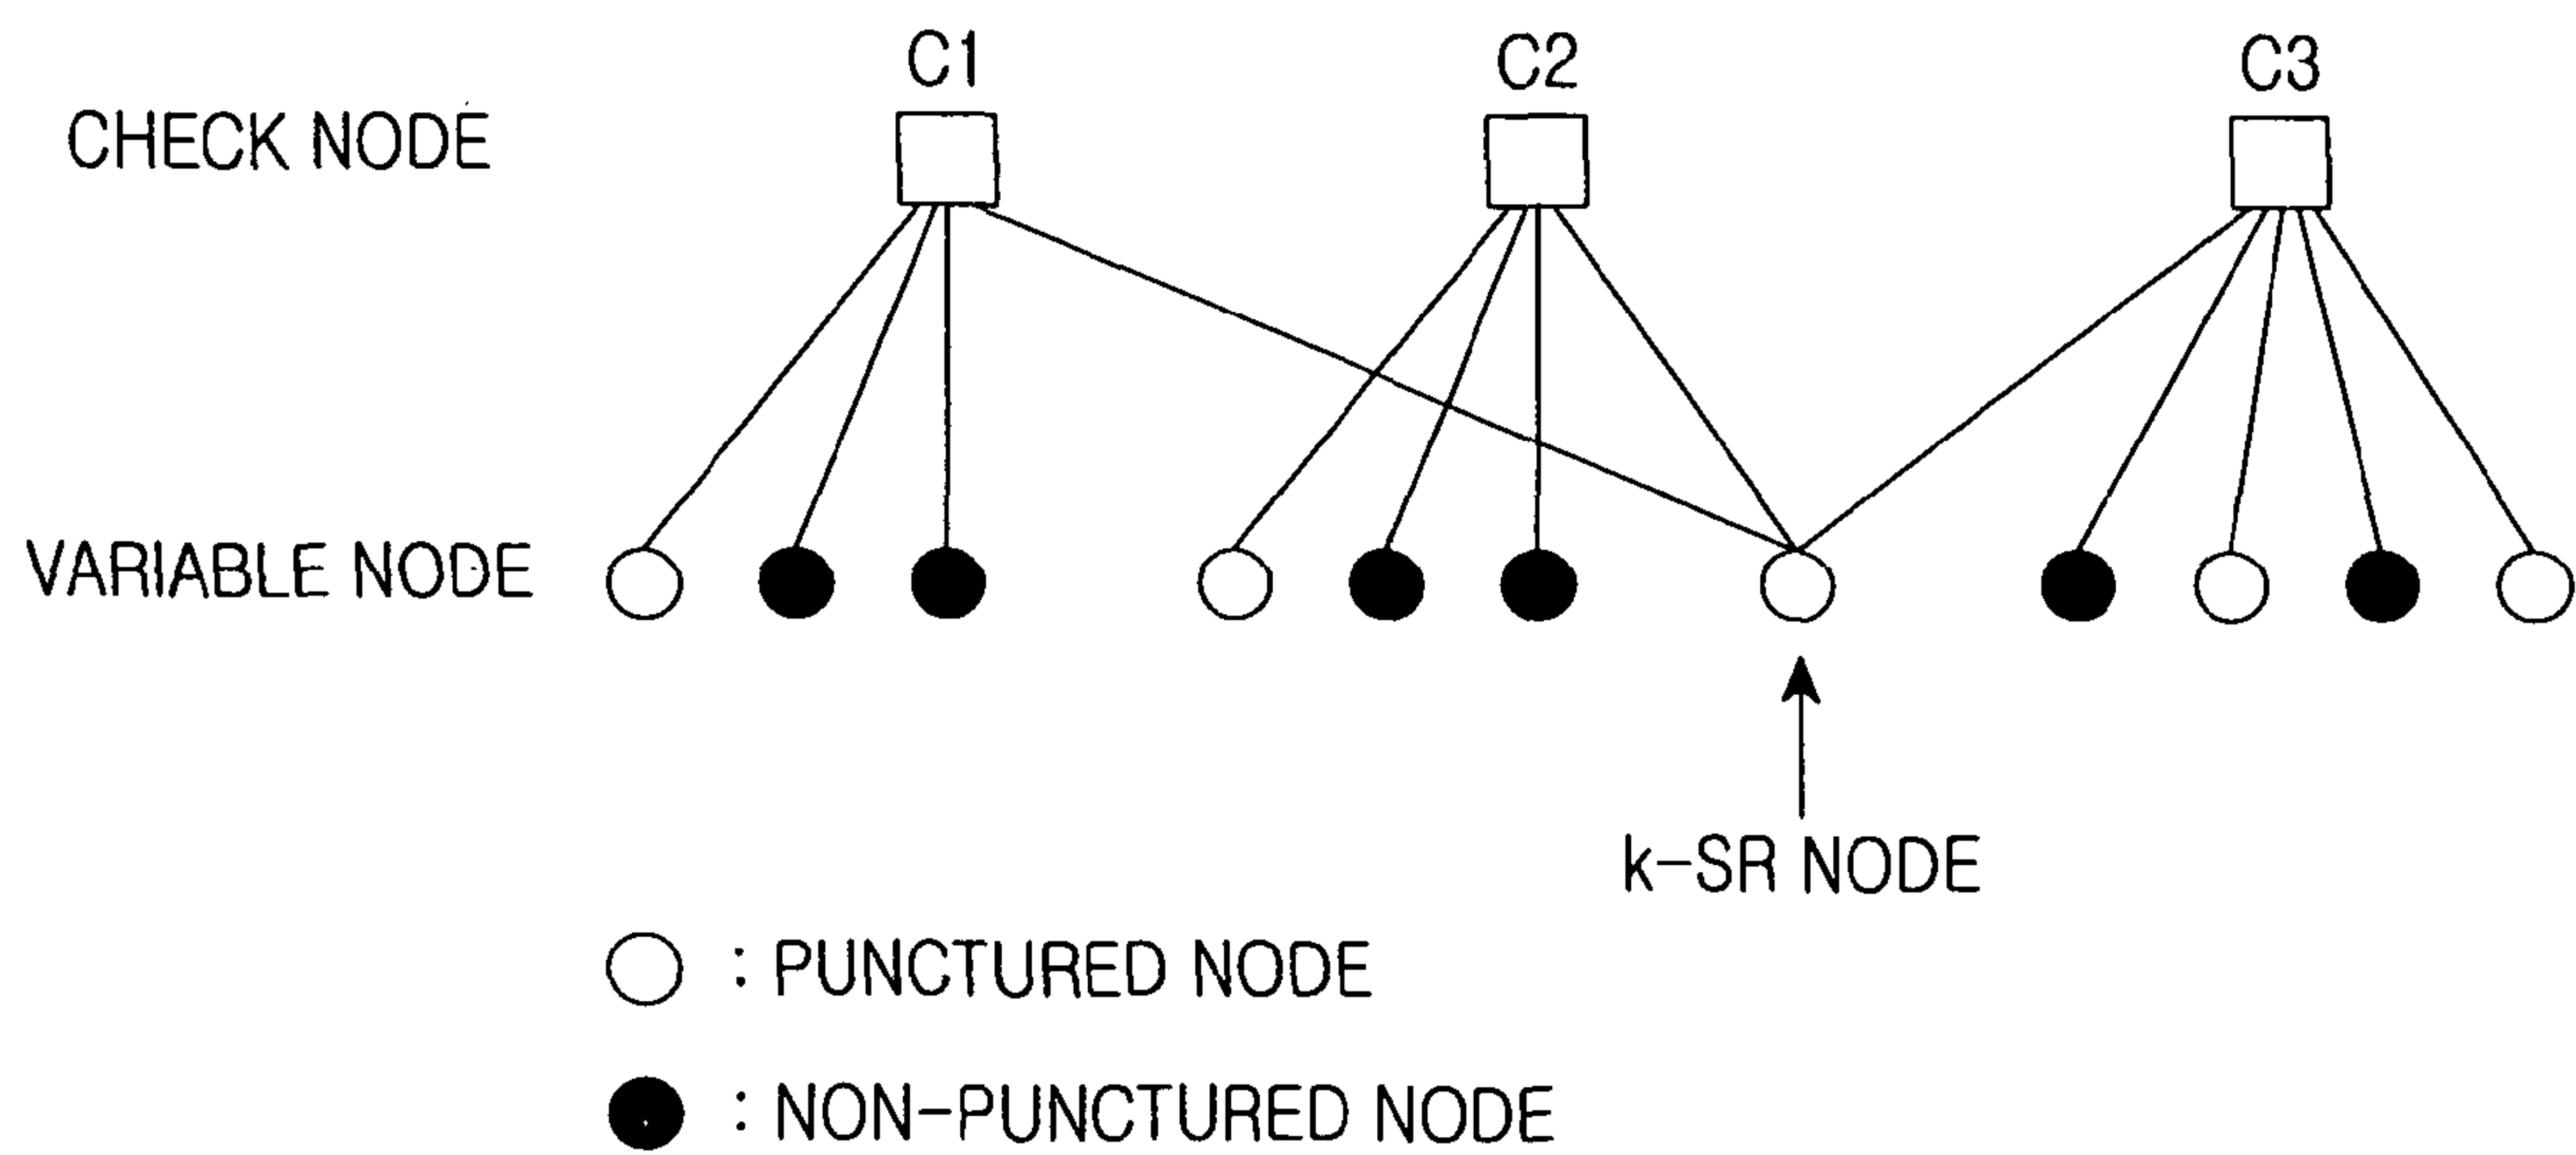 C1 C2 C3
CHECK NODE
VARIABLE NODE
k-SR NODE
: PUNCTURED NODE
: NON-PUNCTURED NODE